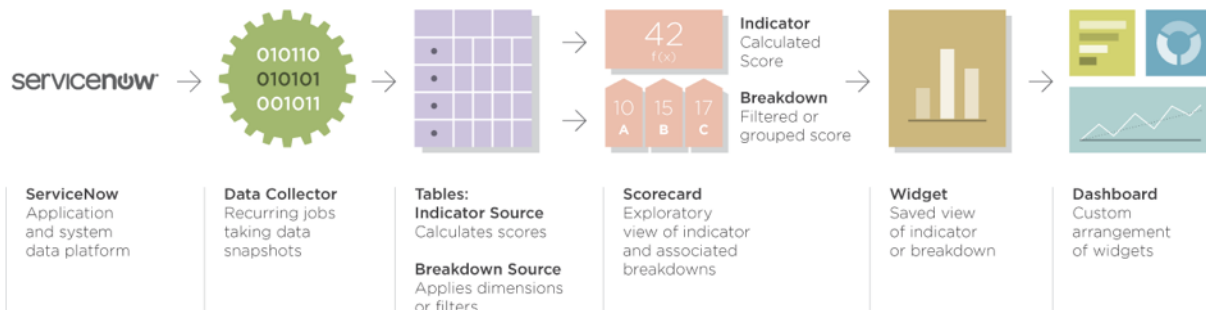 servicenow
010110
010101
001011
42
f(x)
10
A
15
B
17
C
Indicator
Calculated
Score
Breakdown
Filtered or
grouped score
ServiceNow
Application
and system
data platform
Data Collector
Recurring jobs
taking data
snapshots
Tables:
Indicator Source
Calculates scores
Breakdown Source
Applies dimensions
or filters
Scorecard
Exploratory
view of indicator
and associated
breakdowns
Widget
Saved view
of indicator
or breakdown
Dashboard
Custom
arrangement
of widgets